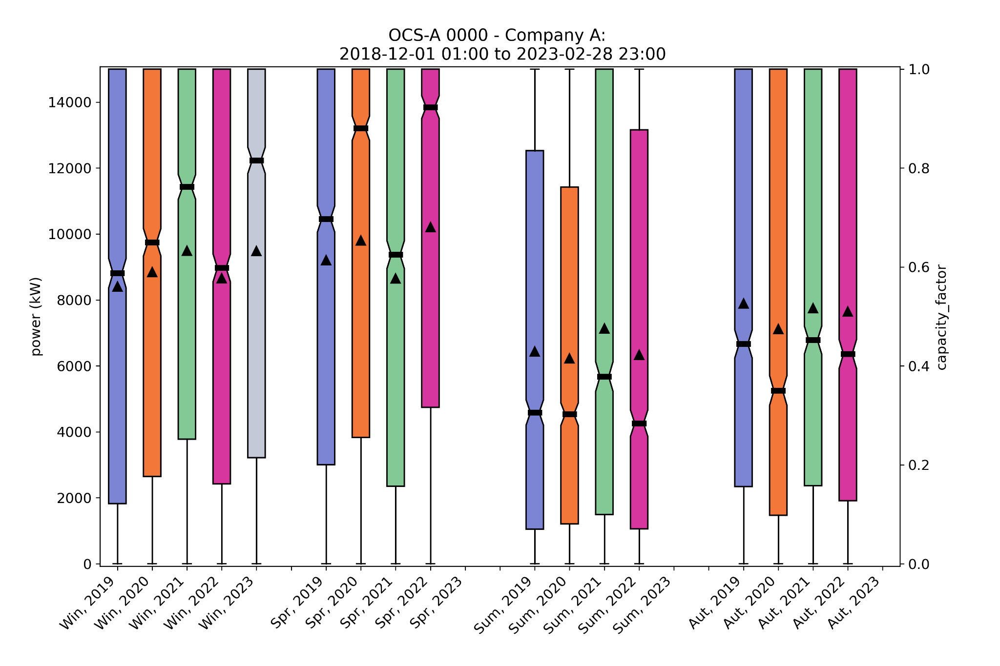 OCS-A 0000 - Company A:
2018-12-01 01:00 to 2023-02-28 23:00
14000
12000
10000
8000
6000
4000
2000
0
power (kW)
1.0
0.8
0.6
0.4
0.2
0.0
capacity_factor
Win, 2019
Win, 2020
Win, 2021
Win, 2022
Win, 2023
Spr, 2019
Spr, 2020
Spr, 2021
Spr, 2022
Spr, 2023
Sum, 2019
Sum, 2020
Sum, 2021
Sum, 2022
Sum, 2023
Aut, 2019
Aut, 2020
Aut, 2021
Aut, 2022
Aut, 2023